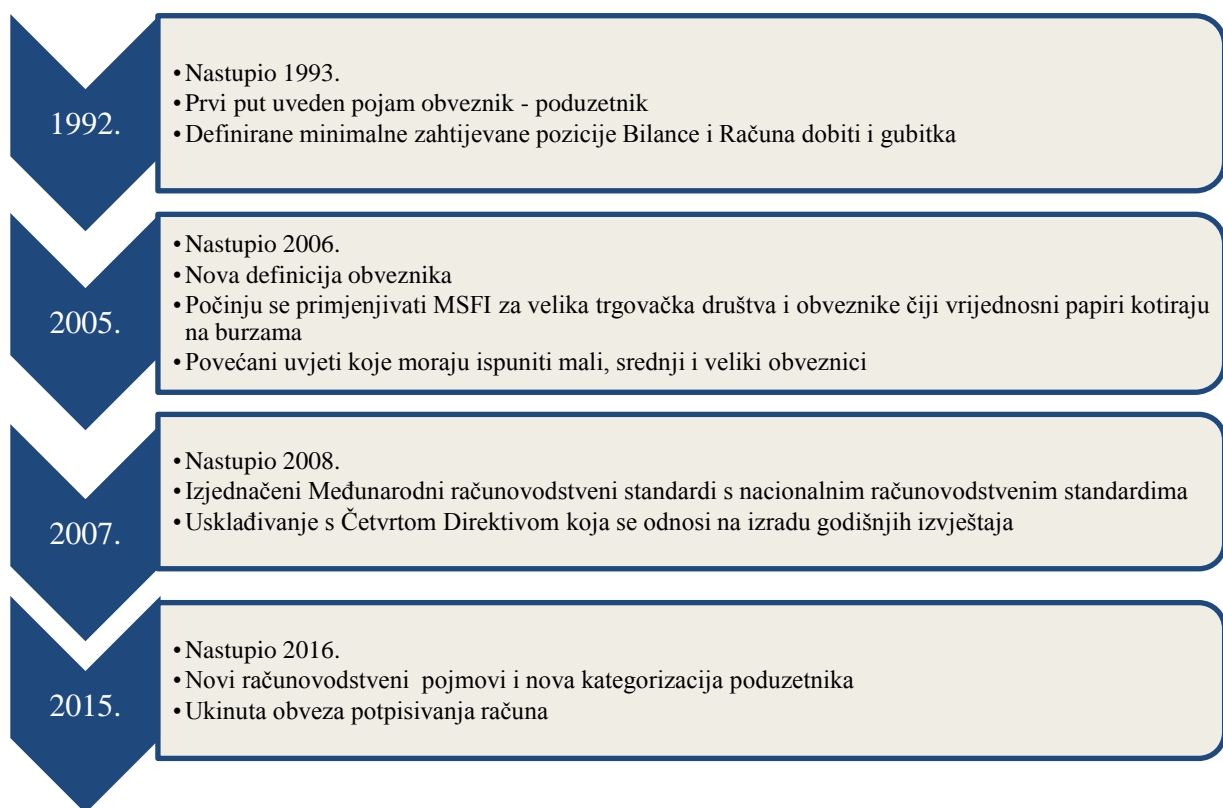 1992.
•Nastupio 1993.
•Prvi put uveden pojam obveznik - poduzetnik
•Definirane minimalne zahtijevane pozicije Bilance i Računa dobiti i gubitka
2005.
•Nastupio 2006.
•Nova definicija obveznika
•Počinju se primjenjivati MSFI za velika trgovačka društva i obveznike čiji vrijednosni papiri kotiraju
na burzama
•Povećani uvjeti koje moraju ispuniti mali, srednji i veliki obveznici
2007.
•Nastupio 2008.
•Izjednačeni Međunarodni računovodstveni standardi s nacionalnim računovodstvenim standardima
•Usklađivanje s Četvrtom Direktivom koja se odnosi na izradu godišnjih izvještaja
2015.
•Nastupio 2016.
•Novi računovodstveni  pojmovi i nova kategorizacija poduzetnika
•Ukinuta obveza potpisivanja računa